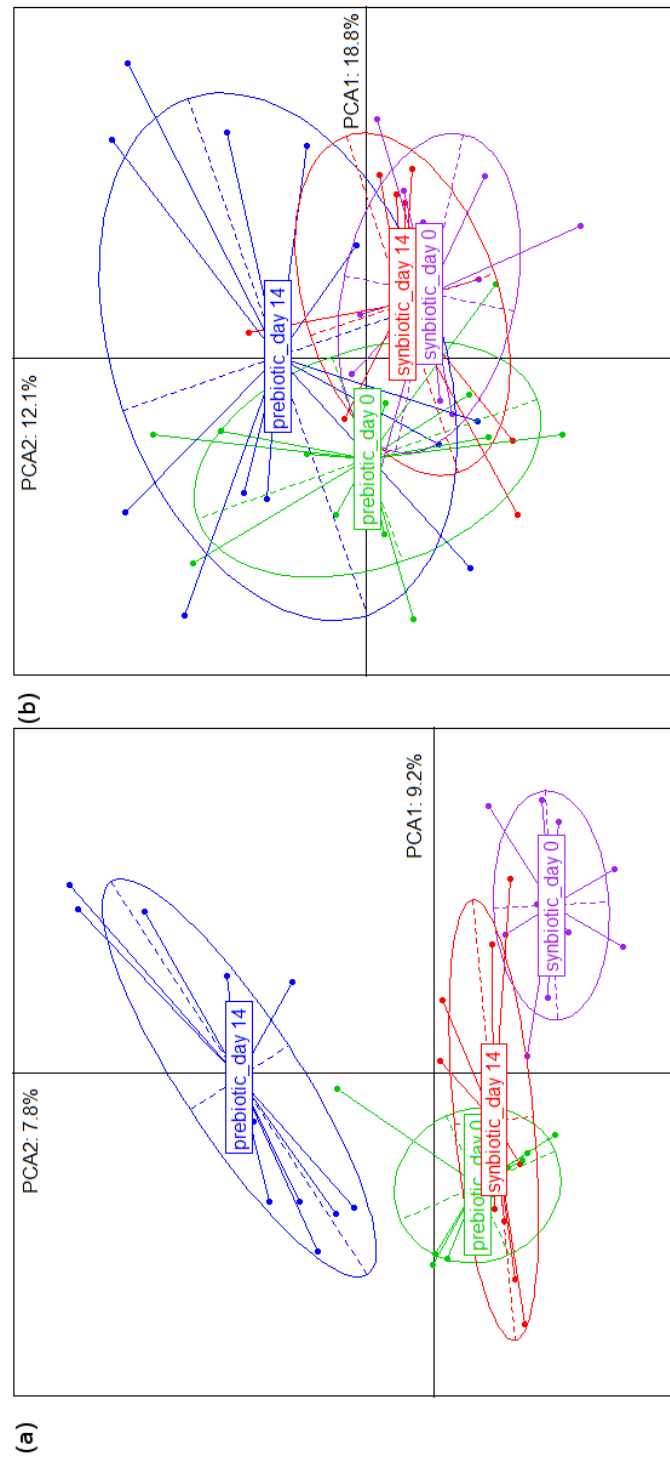 (a)
PCA2: 7.8%
PCA1: 9.2%
prebiotic_day 14
prebiotic_day 0
synbiotic_day 14
synbiotic_day 0
(b)
PCA2: 12.1%
PCA1: 18.8%
prebiotic_day 14
prebiotic_day 0
synbiotic_day 14
synbiotic_day 0